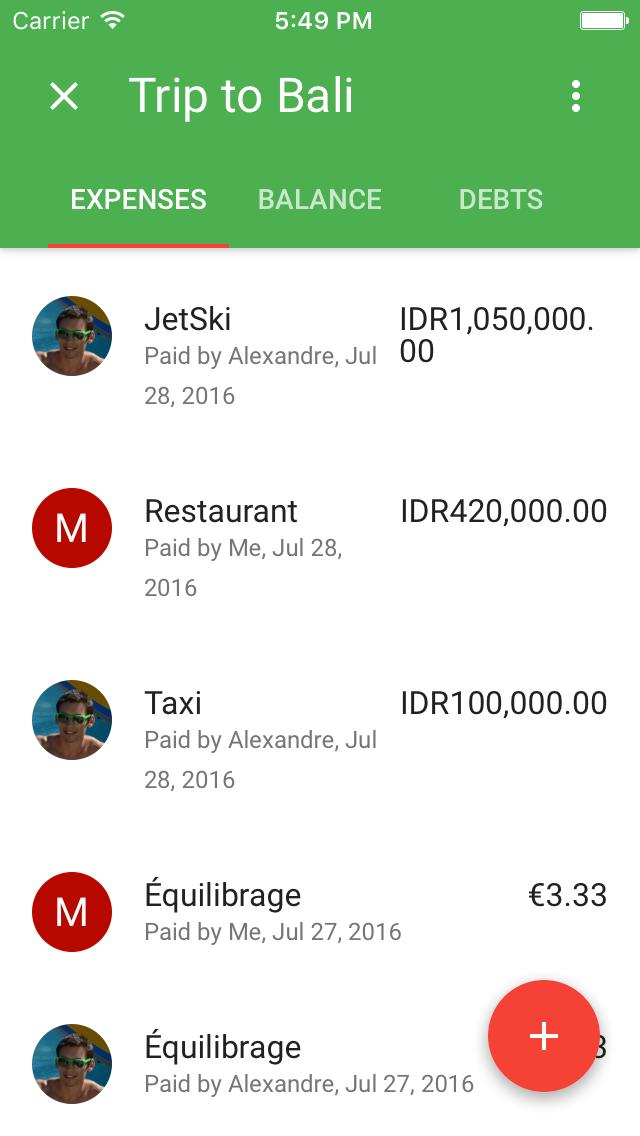 Carrier 5:49 PM
Trip to Bali
EXPENSES BALANCE DEBTS
JetSki IDR1,050,000.
00
Paid by Alexandre, Jul
28, 2016
M
Restaurant IDR420,000.00
Paid by Me, Jul 28,
2016
Taxi IDR100,000.00
Paid by Alexandre, Jul
28, 2016
M
Équilibrage €3.33
Paid by Me, Jul 27, 2016
Équilibrage
Paid by Alexandre, Jul 27, 2016